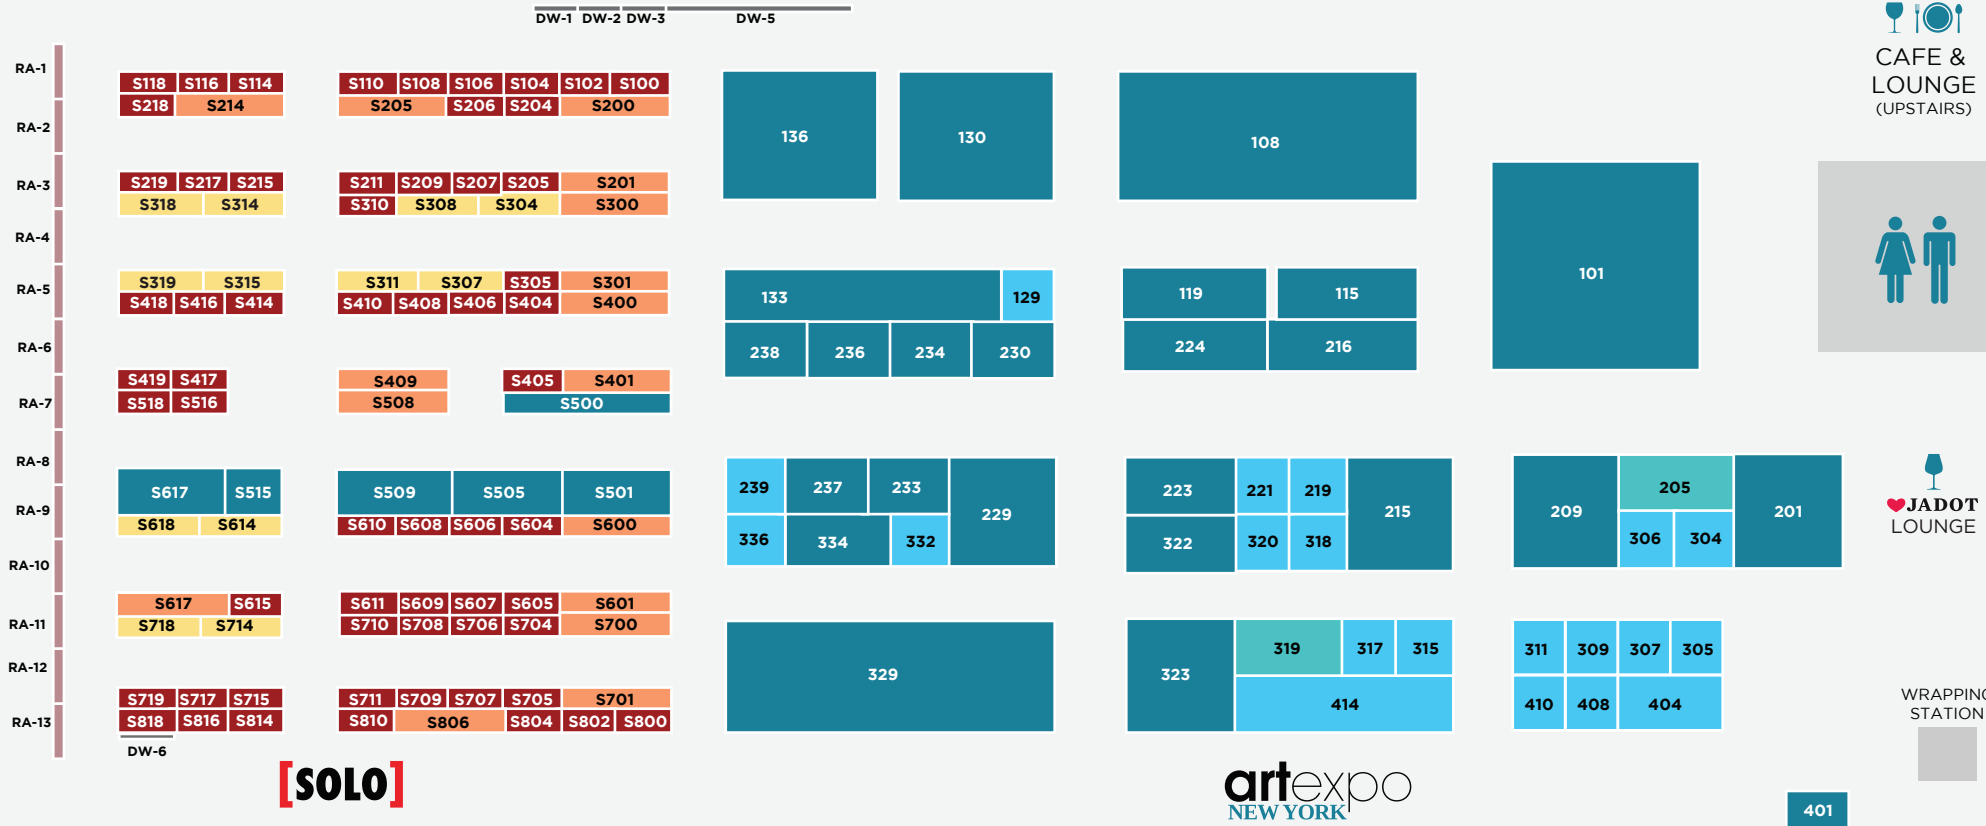 DW-1 DW-2 DW-3 DW-5
CAFE &
LOUNGE
(UPSTAIRS)
RA-1
RA-2
RA-3
RA-4
RA-5
RA-6
RA-7
RA-8
RA-9
RA-10
RA-11
RA-12
RA-13
S118 S116 S114
S218 S214
S110 S108 S106 S104 S102 S100
S205 S206 S204 S200
S219 S217 S215
S318 S314
S211 S209 S207 S205 S201
S310 S308 S304 S300
S319 S315
S418 S416 S414
S311 S307 S305 S301
S410 S408 S406 S404 S400
S419 S417
S518 S516
S409
S508
S405 S401
S500
S617 S515
S618 S614
S509 S505 S501
S610 S608 S606 S604 S600
S617 S615
S718 S714
S611 S609 S607 S605 S601
S710 S708 S706 S704 S700
S719 S717 S715
S818 S816 S814
DW-6
S711 S709 S707 S705 S701
S810 S806 S804 S802 S800
136 130 108
101
133 129
238 236 234 230
119 115
224 216
239 237 233 229
336 334 332
223 221 219 215
322 320 318
209 205 201
306 304
329
323 319 317 315
414
311 309 307 305
410 408 404
JADOT
LOUNGE
WRAPPING
STATION
[SOLO]
artexpo
NEW YORK
401